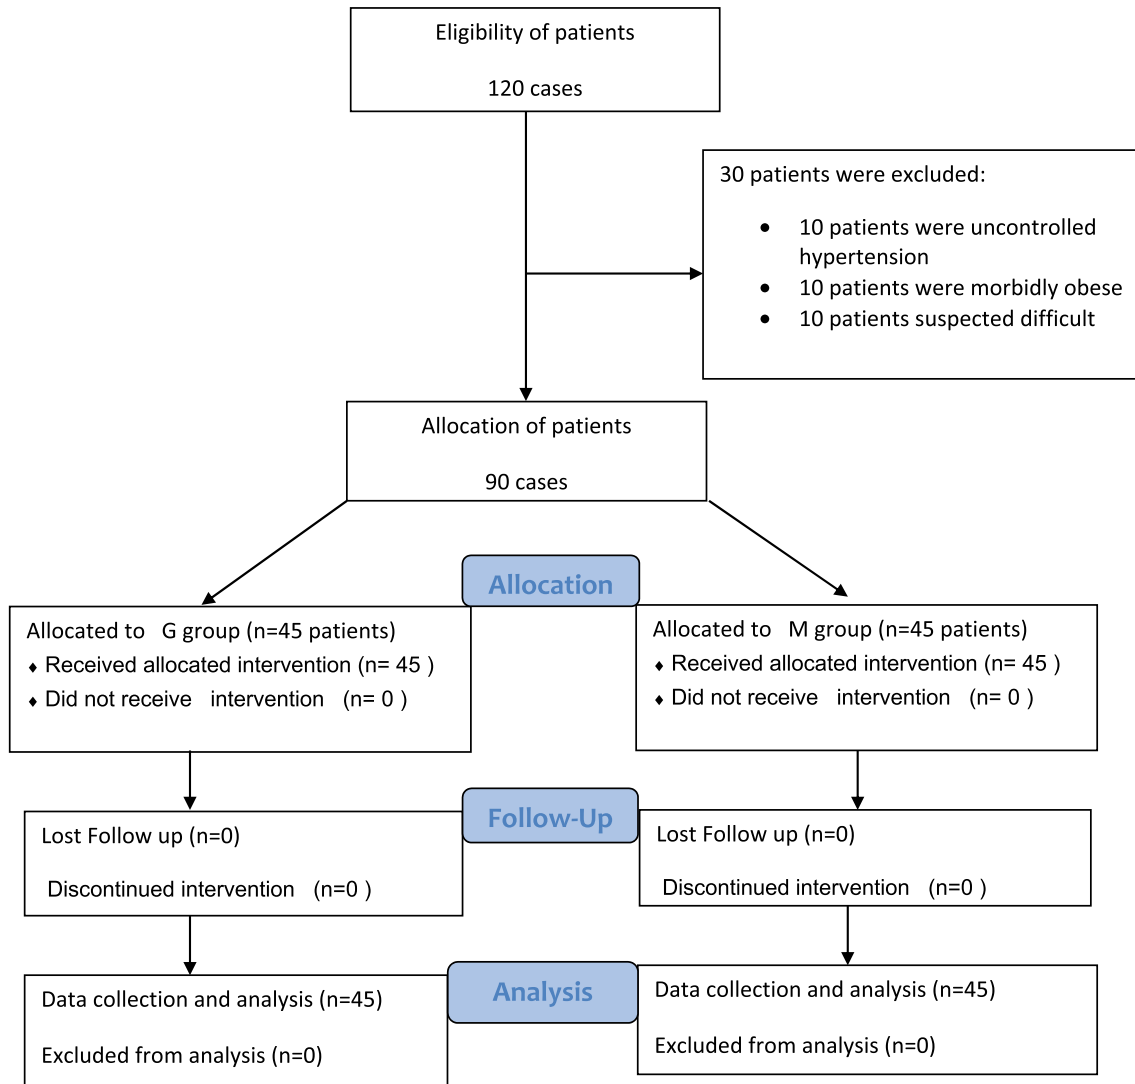 Eligibility of patients
120 cases
30 patients were excluded:
• 10 patients were uncontrolled
hypertension
• 10 patients were morbidly obese
• 10 patients suspected difficult
Allocation of patients
90 cases
Allocation
Allocated to G group (n=45 patients)
♦ Received allocated intervention (n= 45 )
♦ Did not receive intervention (n= 0 )
Allocated to M group (n=45 patients)
♦ Received allocated intervention (n= 45 )
♦ Did not receive intervention (n= 0 )
Follow-Up
Lost Follow up (n=0)
Discontinued intervention (n=0 )
Lost Follow up (n=0)
Discontinued intervention (n=0 )
Analysis
Data collection and analysis (n=45)
Excluded from analysis (n=0)
Data collection and analysis (n=45)
Excluded from analysis (n=0)